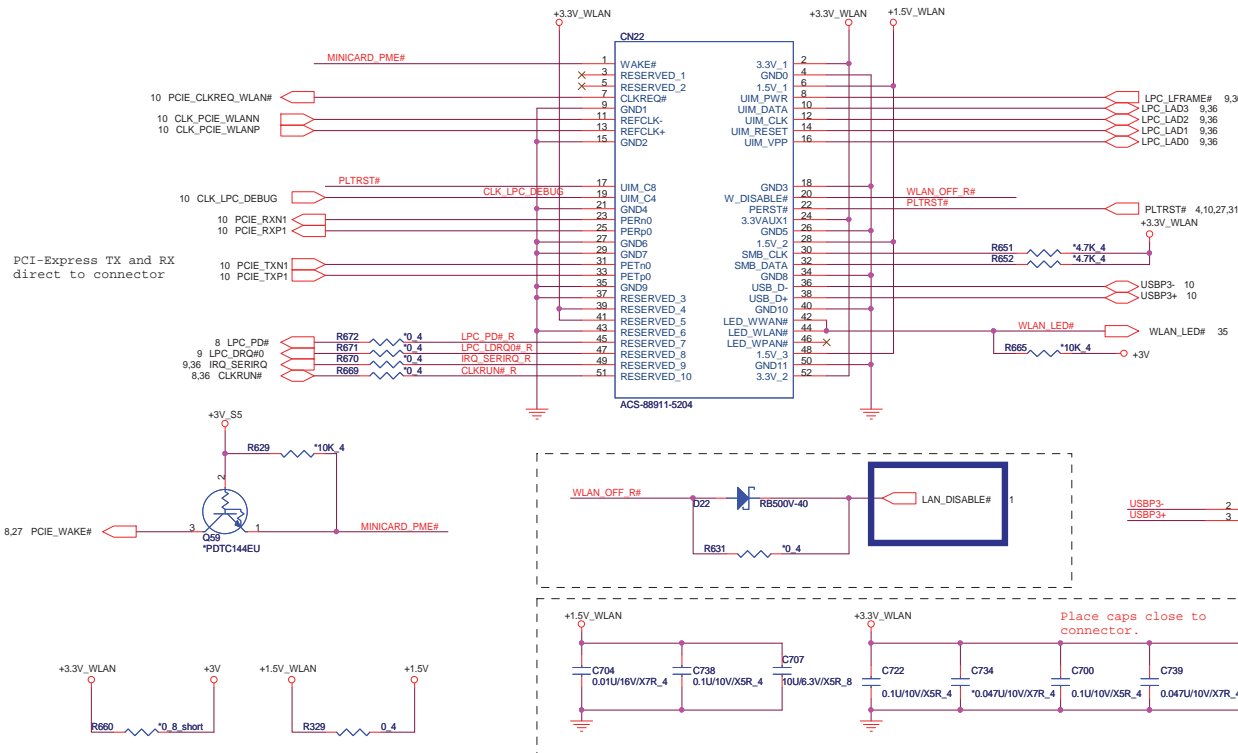 +3.3V_WLAN
+3.3V_WLAN
+1.5V_WLAN
CN22
MINICARD_PME# 1 WAKE# 3.3V_1 2
3 RESERVED_1 GND0 4
5 RESERVED_2 1.5V_1 6
10 PCIE_CLKREQ_WLAN# 7 CLKREQ# UIM_PWR 8 LPC_LFRAME# 9,36
9 GND1 UIM_DATA 10 LPC_LAD3 9,36
10 CLK_PCIE_WLANN 11 REFCLK- UIM_CLK 12 LPC_LAD2 9,36
10 CLK_PCIE_WLANP 13 REFCLK+ UIM_RESET 14 LPC_LAD1 9,36
15 GND2 UIM_VPP 16 LPC_LAD0 9,36
PLTRST# 17 UIM_C8 GND3 18
10 CLK_LPC_DEBUG CLK_LPC_DEBUG 19 UIM_C4 W_DISABLE# 20 WLAN_OFF_R#
21 GND4 PERST# 22 PLTRST# PLTRST# 4,10,27,31
10 PCIE_RXN1 23 PERn0 3.3VAUX1 24
10 PCIE_RXP1 25 PERp0 GND5 26
+3.3V_WLAN
27 GND6 1.5V_2 28
29 GND7 SMB_CLK 30 R651 *4.7K_4
10 PCIE_TXN1 31 PETn0 SMB_DATA 32 R652 *4.7K_4
10 PCIE_TXP1 33 PETp0 GND8 34
35 GND9 USB_D- 36 USBP3- 10
37 RESERVED_3 USB_D+ 38 USBP3+ 10
39 RESERVED_4 GND10 40
41 RESERVED_5 LED_WWAN# 42
43 RESERVED_6 LED_WLAN# 44 WLAN_LED# WLAN_LED# 35
8 LPC_PD# R672 *0_4 LPC_PD#_R 45 RESERVED_7 LED_WPAN# 46
9 LPC_DRQ#0 R671 *0_4 LPC_LDRQ0#_R 47 RESERVED_8 1.5V_3 48 R665 *10K_4 +3V
9,36 IRQ_SERIRQ R670 *0_4 IRQ_SERIRQ_R 49 RESERVED_9 GND11 50
8,36 CLKRUN# R669 *0_4 CLKRUN#_R 51 RESERVED_10 3.3V_2 52
ACS-88911-5204
PCI-Express TX and RX
direct to connector
+3V_S5
R629 *10K_4
2
8,27 PCIE_WAKE# 3 1 MINICARD_PME#
Q59
*PDTC144EU
WLAN_OFF_R# D22 RB500V-40 LAN_DISABLE# 1
R631 *0_4
USBP3- 2
USBP3+ 3
+3.3V_WLAN +3V
R660 *0_8_short
+1.5V_WLAN +1.5V
R329 0_4
+1.5V_WLAN
C704
0.01U/16V/X7R_4
C738
0.1U/10V/X5R_4
C707
10U/6.3V/X5R_8
+3.3V_WLAN
Place caps close to
connector.
C722
0.1U/10V/X5R_4
C734
*0.047U/10V/X7R_4
C700
0.1U/10V/X5R_4
C739
0.047U/10V/X7R_4